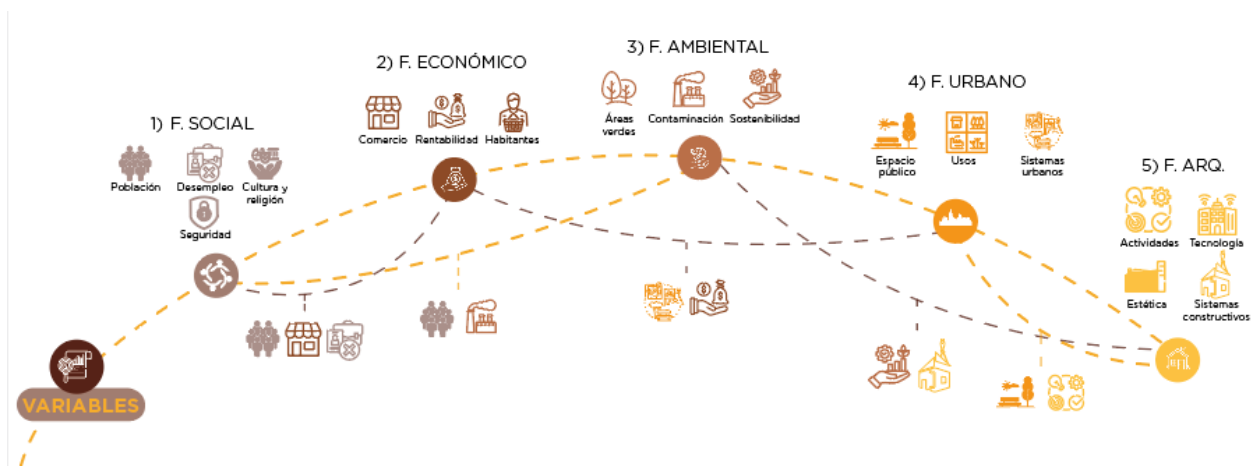 1) F. SOCIAL
Población
Desempleo
Cultura y
religión
Seguridad
2) F. ECONÓMICO
Comercio
Rentabilidad
Habitantes
3) F. AMBIENTAL
Áreas
verdes
Contaminación
Sostenibilidad
4) F. URBANO
Espacio
público
Usos
Sistemas
urbanos
5) F. ARQ.
Actividades
Tecnología
Estética
Sistemas
constructivos
VARIABLES